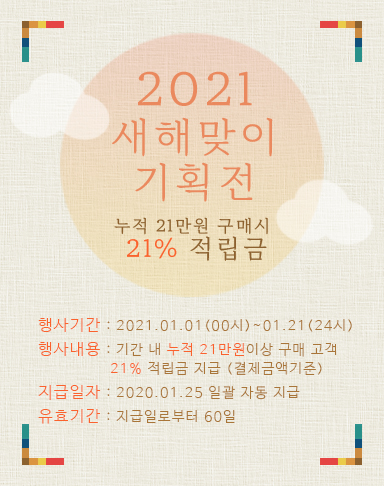 2021
새해맞이
기획전
누적 21만원 구매시
21% 적립금
행사기간 : 2021.01.01(00시)~01.21(24시)
행사내용 : 기간 내 누적 21만원이상 구매 고객
21% 적립금 지급 (결제금액기준)
지급일자 : 2020.01.25 일괄 자동 지급
유효기간 : 지급일로부터 60일